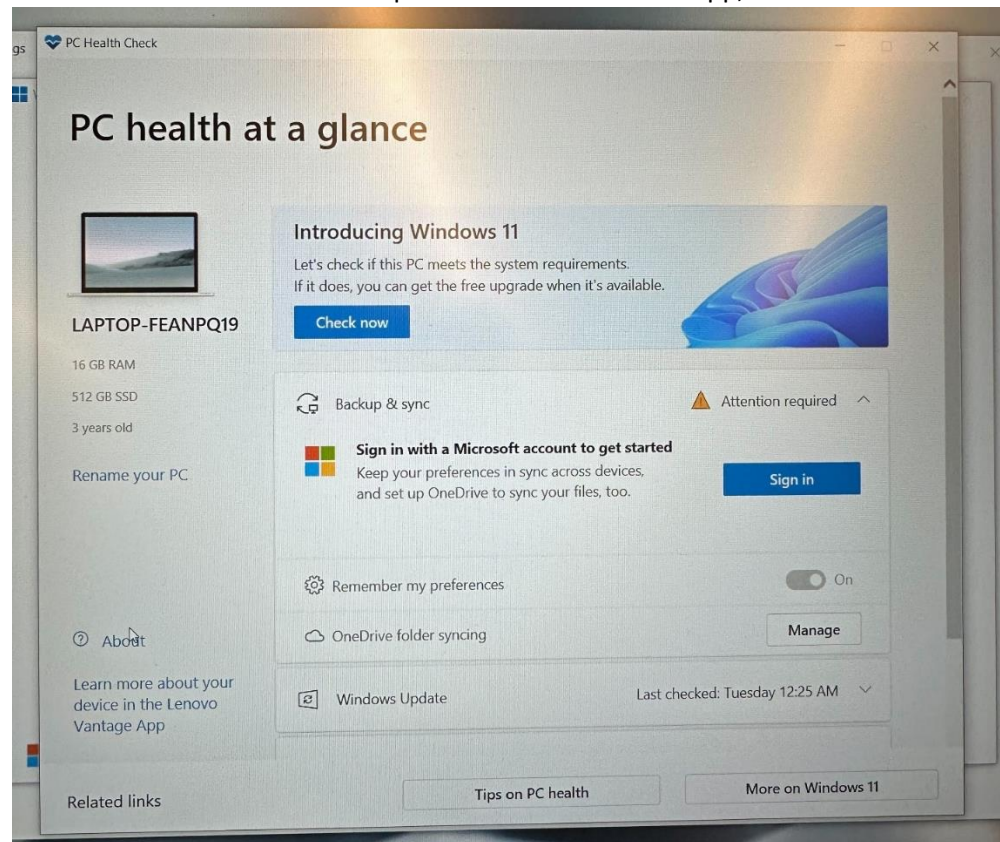 gs
PC Health Check
PC health at a glance
LAPTOP-FEANPQ19
16 GB RAM
512 GB SSD
3 years old
Rename your PC
About
Learn more about your
device in the Lenovo
Vantage App
Introducing Windows 11
Let's check if this PC meets the system requirements.
If it does, you can get the free upgrade when it's available.
Check now
Backup & sync
Attention required
Sign in with a Microsoft account to get started
Keep your preferences in sync across devices,
and set up OneDrive to sync your files, too.
Sign in
Remember my preferences
On
OneDrive folder syncing
Manage
Windows Update
Last checked: Tuesday 12:25 AM
Related links
Tips on PC health
More on Windows 11